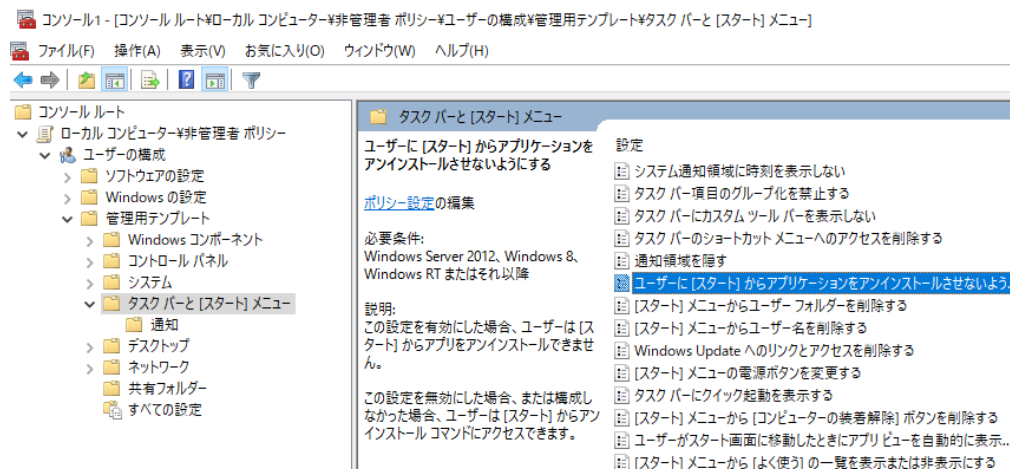 コンソール1 - [コンソール ルート¥ローカル コンピューター¥非管理者 ポリシー¥ユーザーの構成¥管理用テンプレート¥タスク バーと [スタート] メニュー]
ファイル(F) 操作(A) 表示(V) お気に入り(O) ウィンドウ(W) ヘルプ(H)
コンソール ルート
ローカル コンピューター¥非管理者 ポリシー
ユーザーの構成
ソフトウェアの設定
Windows の設定
管理用テンプレート
Windows コンポーネント
コントロール パネル
システム
タスク バーと [スタート] メニュー
通知
デスクトップ
ネットワーク
共有フォルダー
すべての設定
タスク バーと [スタート] メニュー
ユーザーに [スタート] からアプリケーションを
アンインストールさせないようにする
ポリシー設定の編集
必要条件:
Windows Server 2012、Windows 8、
Windows RT またはそれ以降
説明:
この設定を有効にした場合、ユーザーは [ス
タート] からアプリをアンインストールできませ
ん。
この設定を無効にした場合、または構成し
なかった場合、ユーザーは [スタート] からアン
インストール コマンドにアクセスできます。
設定
システム通知領域に時刻を表示しない
タスク バー項目のグループ化を禁止する
タスク バーにカスタム ツール バーを表示しない
タスク バーのショートカット メニューへのアクセスを削除する
通知領域を隠す
ユーザーに [スタート] からアプリケーションをアンインストールさせないよう...
[スタート] メニューからユーザー フォルダーを削除する
[スタート] メニューからユーザー名を削除する
Windows Update へのリンクとアクセスを削除する
[スタート] メニューの電源ボタンを変更する
タスク バーにクイック起動を表示する
[スタート] メニューから [コンピューターの装着解除] ボタンを削除する
ユーザーがスタート画面に移動したときにアプリ ビューを自動的に表示...
[スタート] メニューから [よく使う] の一覧を表示または非表示にする